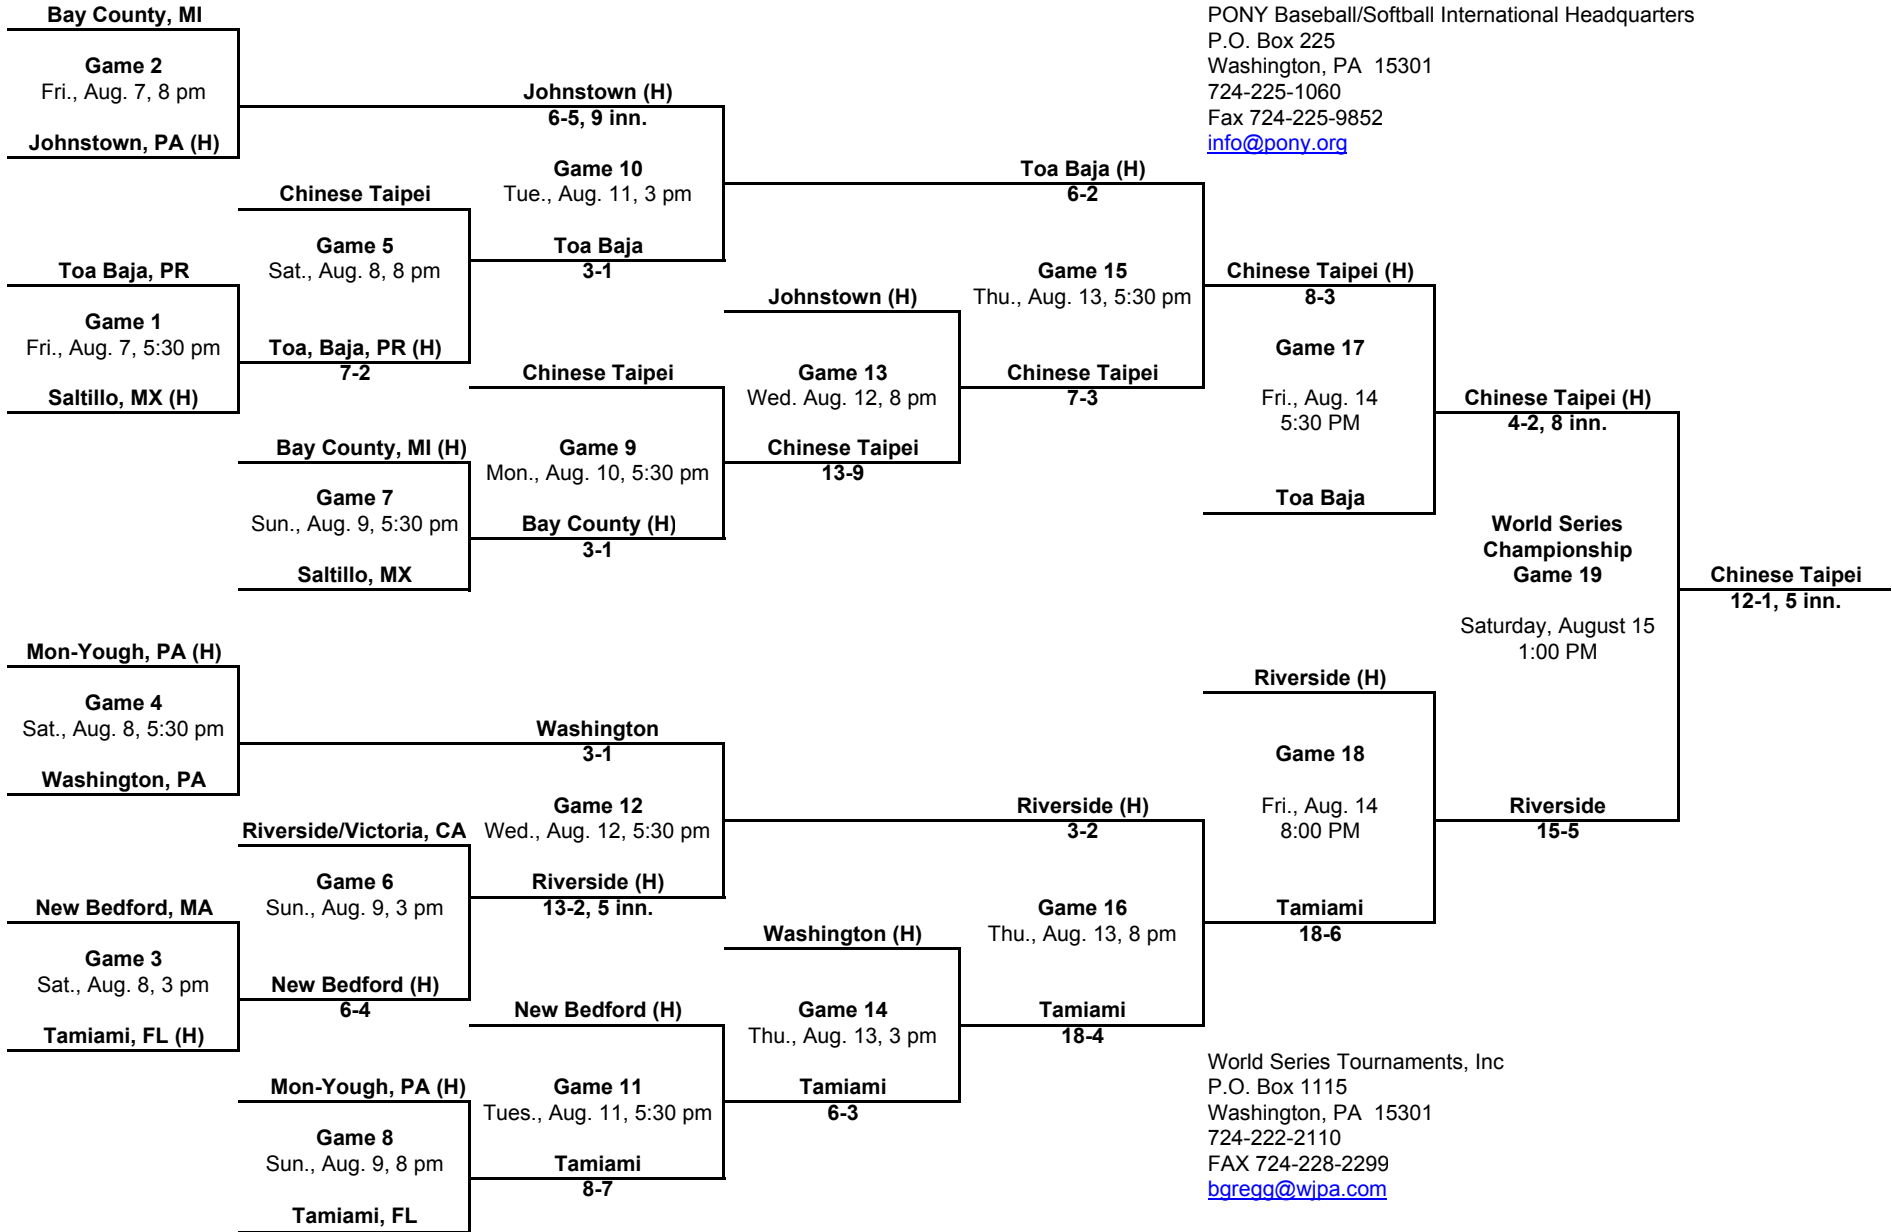 Bay County, MI
Game 2
Fri., Aug. 7, 8 pm
Johnstown, PA (H)
Toa Baja, PR
Game 1
Fri., Aug. 7, 5:30 pm
Saltillo, MX (H)
Chinese Taipei
Game 5
Sat., Aug. 8, 8 pm
Toa, Baja, PR (H)
7-2
Bay County, MI (H)
Game 7
Sun., Aug. 9, 5:30 pm
Saltillo, MX
Johnstown (H)
6-5, 9 inn.
Game 10
Tue., Aug. 11, 3 pm
Toa Baja
3-1
Chinese Taipei
Game 9
Mon., Aug. 10, 5:30 pm
Bay County (H)
3-1
Johnstown (H)
Game 13
Wed. Aug. 12, 8 pm
Chinese Taipei
13-9
Toa Baja (H)
6-2
Game 15
Thu., Aug. 13, 5:30 pm
Chinese Taipei
7-3
PONY Baseball/Softball International Headquarters
P.O. Box 225
Washington, PA 15301
724-225-1060
Fax 724-225-9852
info@pony.org
Chinese Taipei (H)
8-3
Game 17
Fri., Aug. 14
5:30 PM
Toa Baja
Chinese Taipei (H)
4-2, 8 inn.
World Series
Championship
Game 19
Saturday, August 15
1:00 PM
Chinese Taipei
12-1, 5 inn.
Mon-Yough, PA (H)
Game 4
Sat., Aug. 8, 5:30 pm
Washington, PA
New Bedford, MA
Game 3
Sat., Aug. 8, 3 pm
Tamiami, FL (H)
Riverside/Victoria, CA
Game 6
Sun., Aug. 9, 3 pm
New Bedford (H)
6-4
Mon-Yough, PA (H)
Game 8
Sun., Aug. 9, 8 pm
Tamiami, FL
Washington
3-1
Game 12
Wed., Aug. 12, 5:30 pm
Riverside (H)
13-2, 5 inn.
New Bedford (H)
Game 11
Tues., Aug. 11, 5:30 pm
Tamiami
8-7
Washington (H)
Game 14
Thu., Aug. 13, 3 pm
Tamiami
6-3
Riverside (H)
3-2
Game 16
Thu., Aug. 13, 8 pm
Tamiami
18-4
Riverside (H)
Game 18
Fri., Aug. 14
8:00 PM
Tamiami
18-6
Riverside
15-5
World Series Tournaments, Inc
P.O. Box 1115
Washington, PA 15301
724-222-2110
FAX 724-228-2299
bgregg@wjpa.com